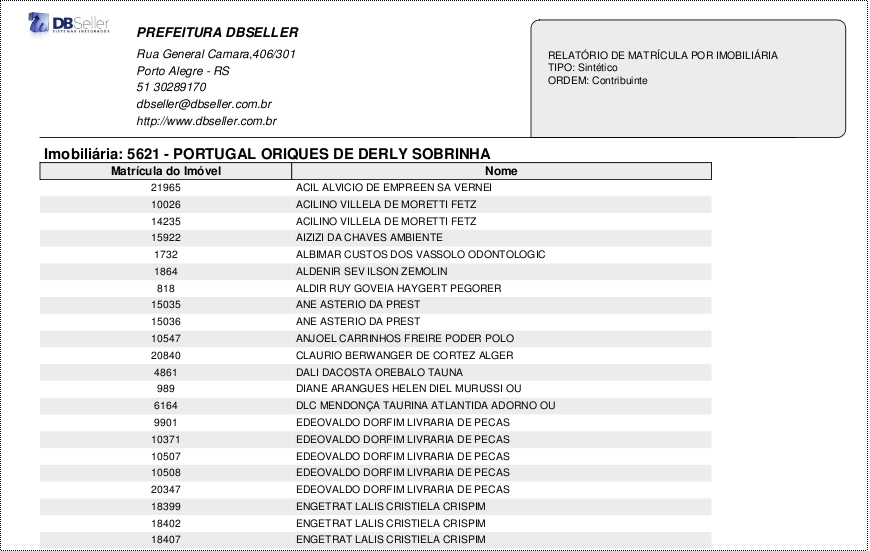 DBSeller
SISTEMAS INTEGRADOS
PREFEITURA DBSELLER
Rua General Camara,406/301
Porto Alegre - RS
51 30289170
dbseller@dbseller.com.br
http://www.dbseller.com.br
RELATÓRIO DE MATRÍCULA POR IMOBILIÁRIA
TIPO: Sintético
ORDEM: Contribuinte
Imobiliária: 5621 - PORTUGAL ORIQUES DE DERLY SOBRINHA
Matrícula do Imóvel Nome
21965 ACIL ALVICIO DE EMPREEN SA VERNEI
10026 ACILINO VILLELA DE MORETTI FETZ
14235 ACILINO VILLELA DE MORETTI FETZ
15922 AIZIZI DA CHAVES AMBIENTE
1732 ALBIMAR CUSTOS DOS VASSOLO ODONTOLOGIC
1864 ALDENIR SEV ILSON ZEMOLIN
818 ALDIR RUY GOVEIA HAYGERT PEGORER
15035 ANE ASTERIO DA PREST
15036 ANE ASTERIO DA PREST
10547 ANJOEL CARRINHOS FREIRE PODER POLO
20840 CLAURIO BERWANGER DE CORTEZ ALGER
4861 DALI DACOSTA OREBALO TAUNA
989 DIANE ARANGUES HELEN DIEL MURUSSI OU
6164 DLC MENDONÇA TAURINA ATLANTIDA ADORNO OU
9901 EDEOVALDO DORFIM LIVRARIA DE PECAS
10371 EDEOVALDO DORFIM LIVRARIA DE PECAS
10507 EDEOVALDO DORFIM LIVRARIA DE PECAS
10508 EDEOVALDO DORFIM LIVRARIA DE PECAS
20347 EDEOVALDO DORFIM LIVRARIA DE PECAS
18399 ENGETRAT LALIS CRISTIELA CRISPIM
18402 ENGETRAT LALIS CRISTIELA CRISPIM
18407 ENGETRAT LALIS CRISTIELA CRISPIM